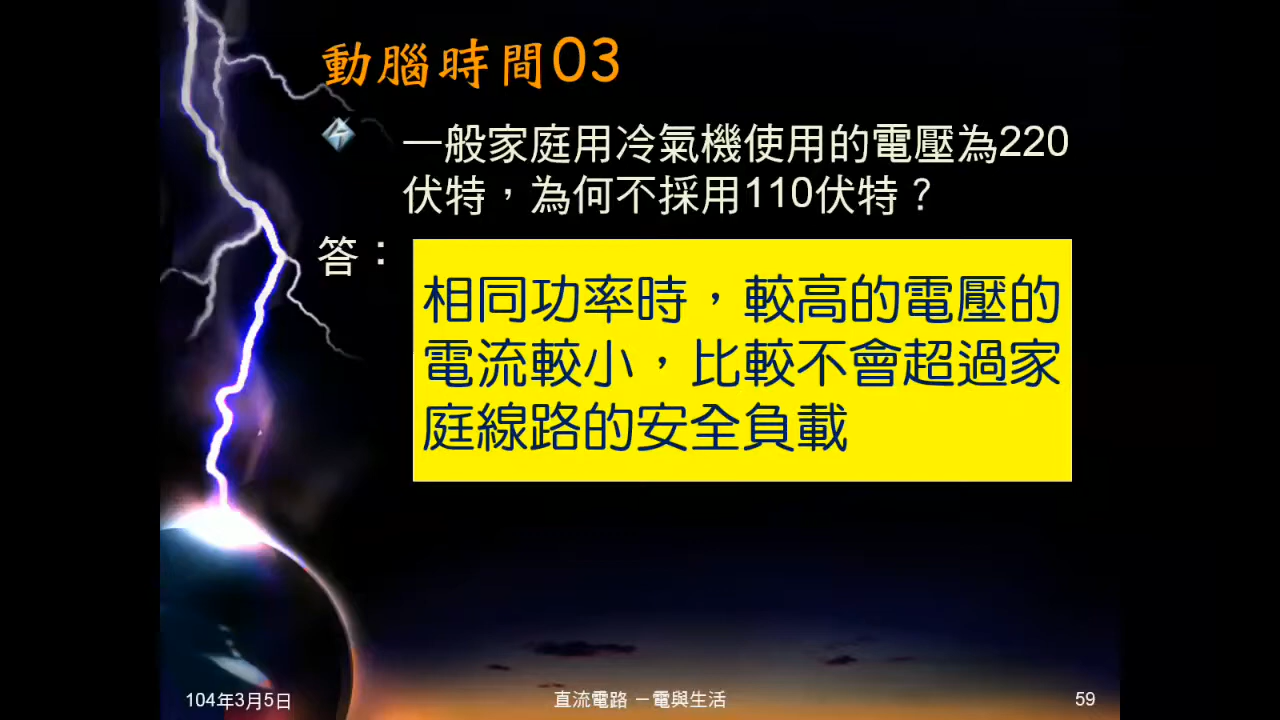 動腦時間03
一般家庭用冷氣機使用的電壓為220
伏特，為何不採用110伏特？
答：
相同功率時，較高的電壓的
電流較小，比較不會超過家
庭線路的安全負載
104年3月5日
直流電路 －電與生活
59